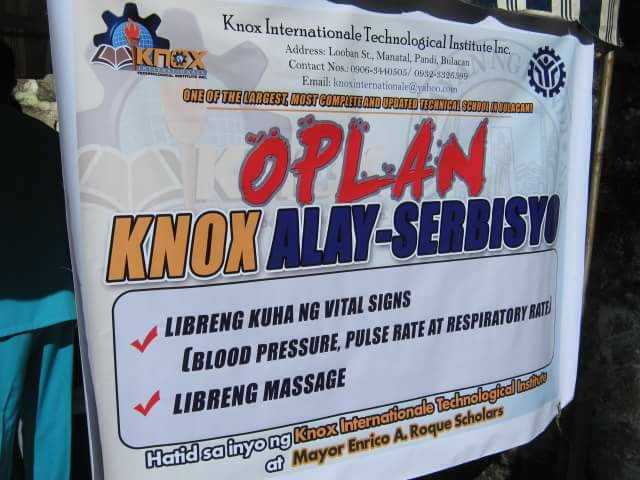 KNOX
Knox Internationale Technological Institute Inc.
Address: Looban St., Manatal, Pandi, Bulacan
Contact Nos.: 0906-3440505 / 0932-3326389
Email: knoxinternationale@yahoo.com
ONE OF THE LARGEST, MOST COMPLETE AND UPDATED TECHNICAL SCHOOL IN BULACAN!
OPLAN
KNOX ALAY-SERBISYO
LIBRENG KUHA NG VITAL SIGNS
(BLOOD PRESSURE, PULSE RATE AT RESPIRATORY RATE)
LIBRENG MASSAGE
Hatid sa inyo ng Knox Internationale Technological Institute
at Mayor Enrico A. Roque Scholars